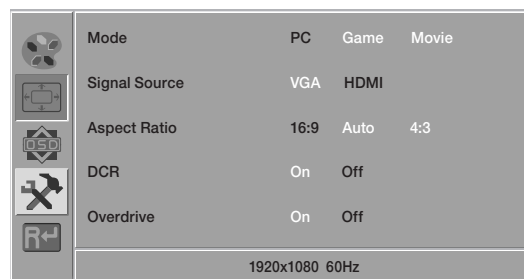 Mode PC Game Movie
Signal Source VGA HDMI
Aspect Ratio 16:9 Auto 4:3
OSD
DCR On Off
Overdrive On Off
R
1920x1080 60Hz